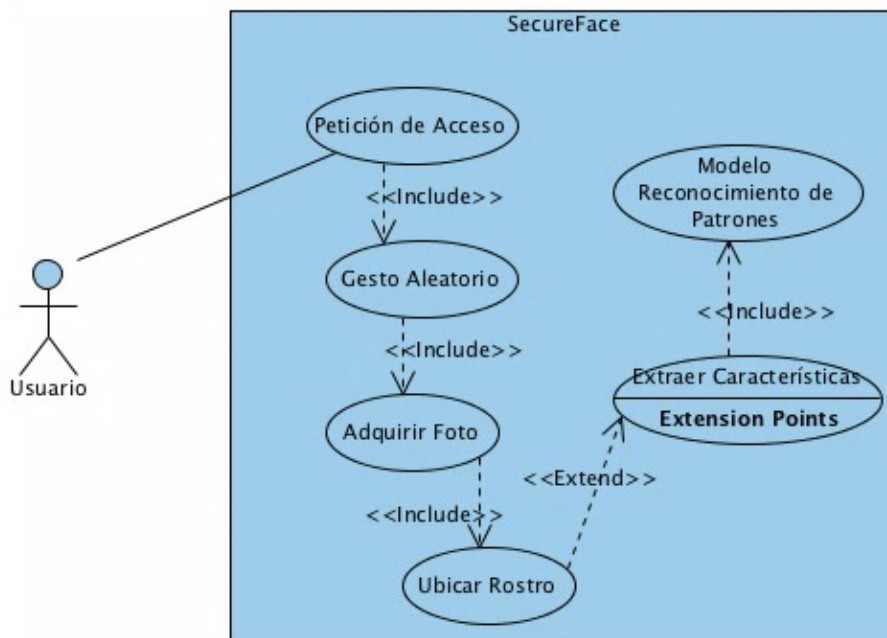 SecureFace
Petición de Acceso
<<Include>>
Gesto Aleatorio
<<Include>>
Adquirir Foto
<<Include>>
Ubicar Rostro
<<Extend>>
Extraer Características
Extension Points
<<Include>>
Modelo
Reconocimiento de
Patrones
Usuario